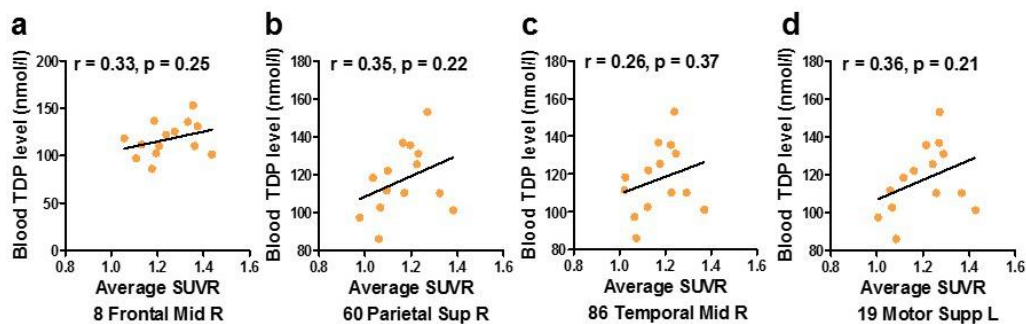 a
Blood TDP level (nmol/l)
r = 0.33, p = 0.25
200
150
100
50
0
0.8 1.0 1.2 1.4 1.6
Average SUVR
8 Frontal Mid R
b
Blood TDP level (nmol/l)
r = 0.35, p = 0.22
180
160
140
120
100
80
0.8 1.0 1.2 1.4 1.6
Average SUVR
60 Parietal Sup R
c
Blood TDP level (nmol/l)
r = 0.26, p = 0.37
180
160
140
120
100
80
0.8 1.0 1.2 1.4 1.6
Average SUVR
86 Temporal Mid R
d
Blood TDP level (nmol/l)
r = 0.36, p = 0.21
180
160
140
120
100
80
0.8 1.0 1.2 1.4 1.6
Average SUVR
19 Motor Supp L